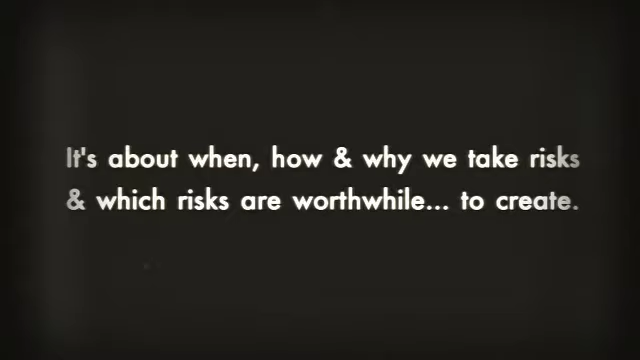 It's about when, how & why we take risks
& which risks are worthwhile... to create.